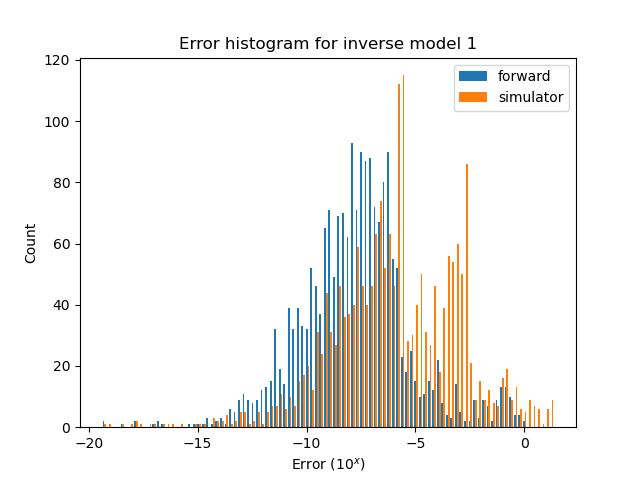 Error histogram for inverse model 1
forward
simulator
Count
120
100
80
60
40
20
0
−20 −15 −10 −5 0
Error (10^x)